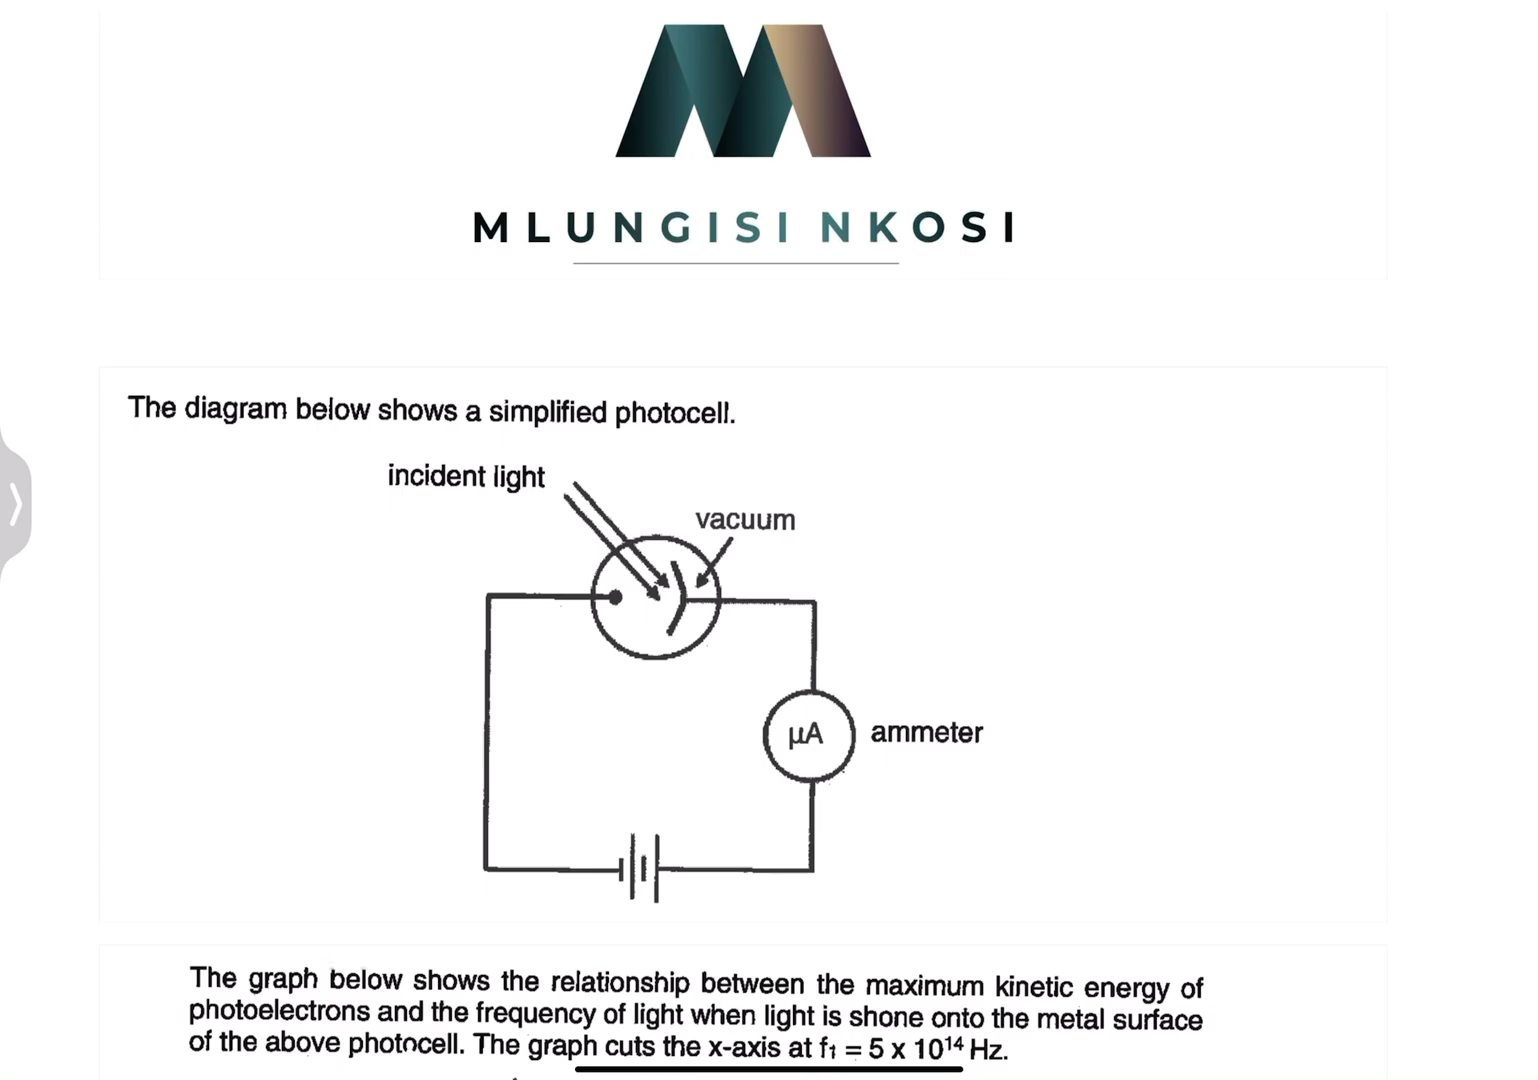 MLUNGISI NKOSI
The diagram below shows a simplified photocell.
incident light
vacuum
µA
ammeter
The graph below shows the relationship between the maximum kinetic energy of
photoelectrons and the frequency of light when light is shone onto the metal surface
of the above photocell. The graph cuts the x-axis at f₁ = 5 x 10¹⁴ Hz.